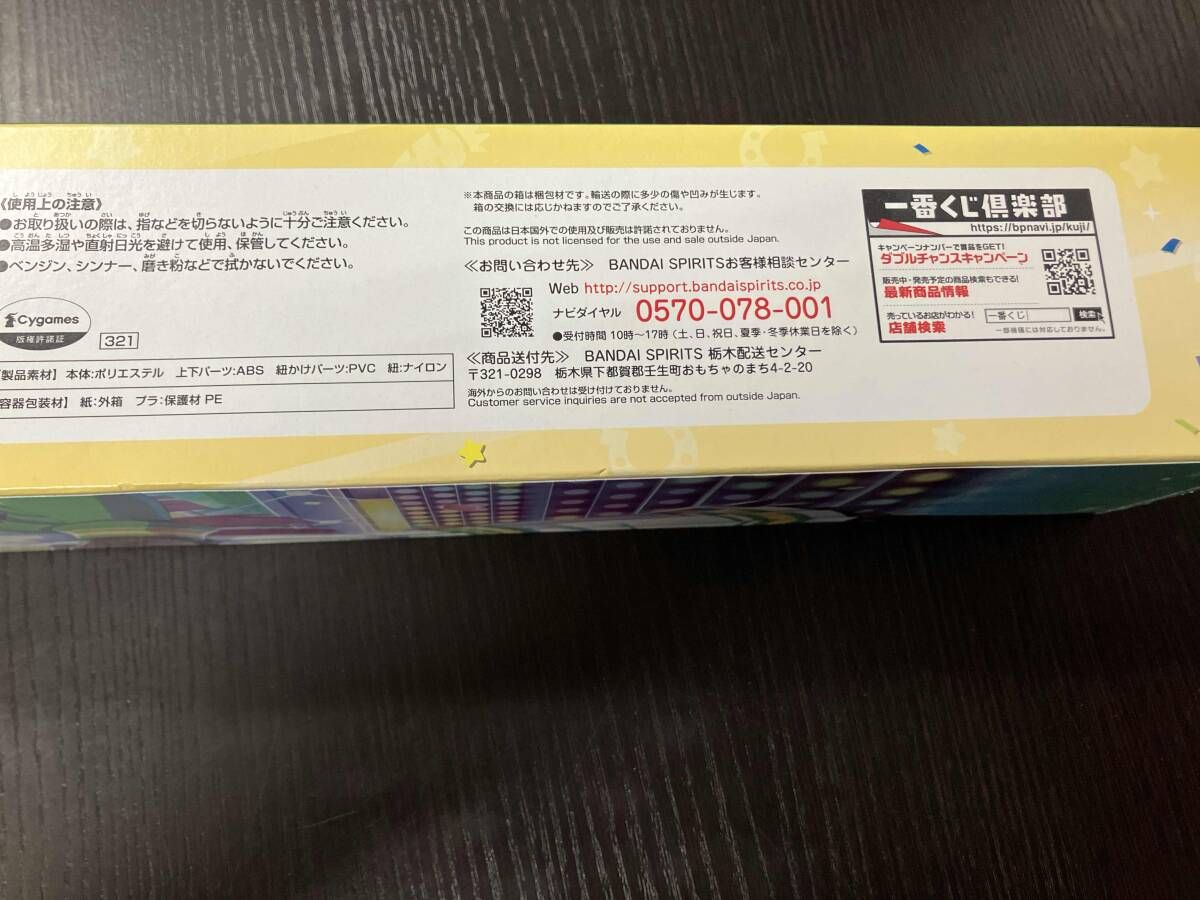 《使用上の注意》
●お取り扱いの際は、指などを切らないように十分ご注意ください。
●高温多湿や直射日光を避けて使用、保管してください。
●ベンジン、シンナー、磨き粉などで拭かないでください。
Cygames
版権許諾証
321
製品素材】本体:ポリエステル 上下パーツ:ABS 紐かけパーツ:PVC 紐:ナイロン
容器包装材】紙:外箱 プラ:保護材 PE
※本商品の箱は梱包材です。輸送の際に多少の傷や凹みが生じます。
箱の交換には応じかねますのでご了承ください。
この商品は日本国外での使用及び販売は許諾されておりません。
This product is not licensed for the use and sale outside Japan.
≪お問い合わせ先≫ BANDAI SPIRITSお客様相談センター
Web http://support.bandaispirits.co.jp
ナビダイヤル 0570-078-001
●受付時間 10時～17時(土、日、祝日、夏季・冬季休業日を除く)
≪商品送付先≫ BANDAI SPIRITS 栃木配送センター
〒321-0298 栃木県下都賀郡壬生町おもちゃのまち4-2-20
海外からのお問い合わせは受け付けておりません。
Customer service inquiries are not accepted from outside Japan.
一番くじ倶楽部
https://bpnavi.jp/kuji/
キャンペーンナンバーで賞品をGET!
ダブルチャンスキャンペーン
販売中・発売予定の商品検索もできる!
最新商品情報
売っているお店がわかる!
店舗検索
一番くじ 検索
一部機種には対応しておりません。